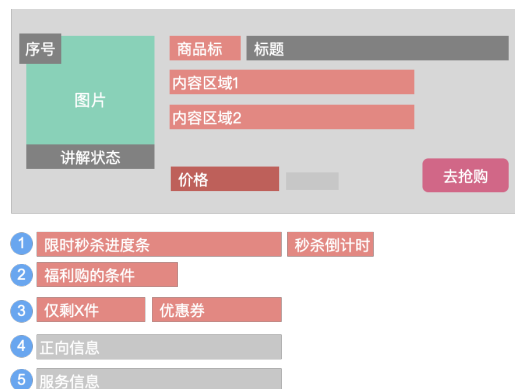 序号
商品标 标题
图片
内容区域1
内容区域2
讲解状态
价格
去抢购
1 限时秒杀进度条 秒杀倒计时
2 福利购的条件
3 仅剩X件 优惠券
4 正向信息
5 服务信息